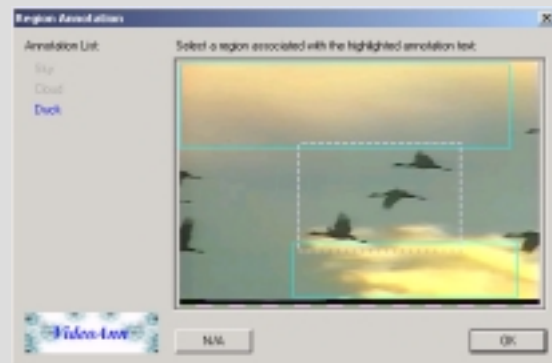 Region Annotation
Annotation List:
Select a region associated with the highlighted annotation text:
Sky
Cloud
Duck
VideoAnn
N/A
OK